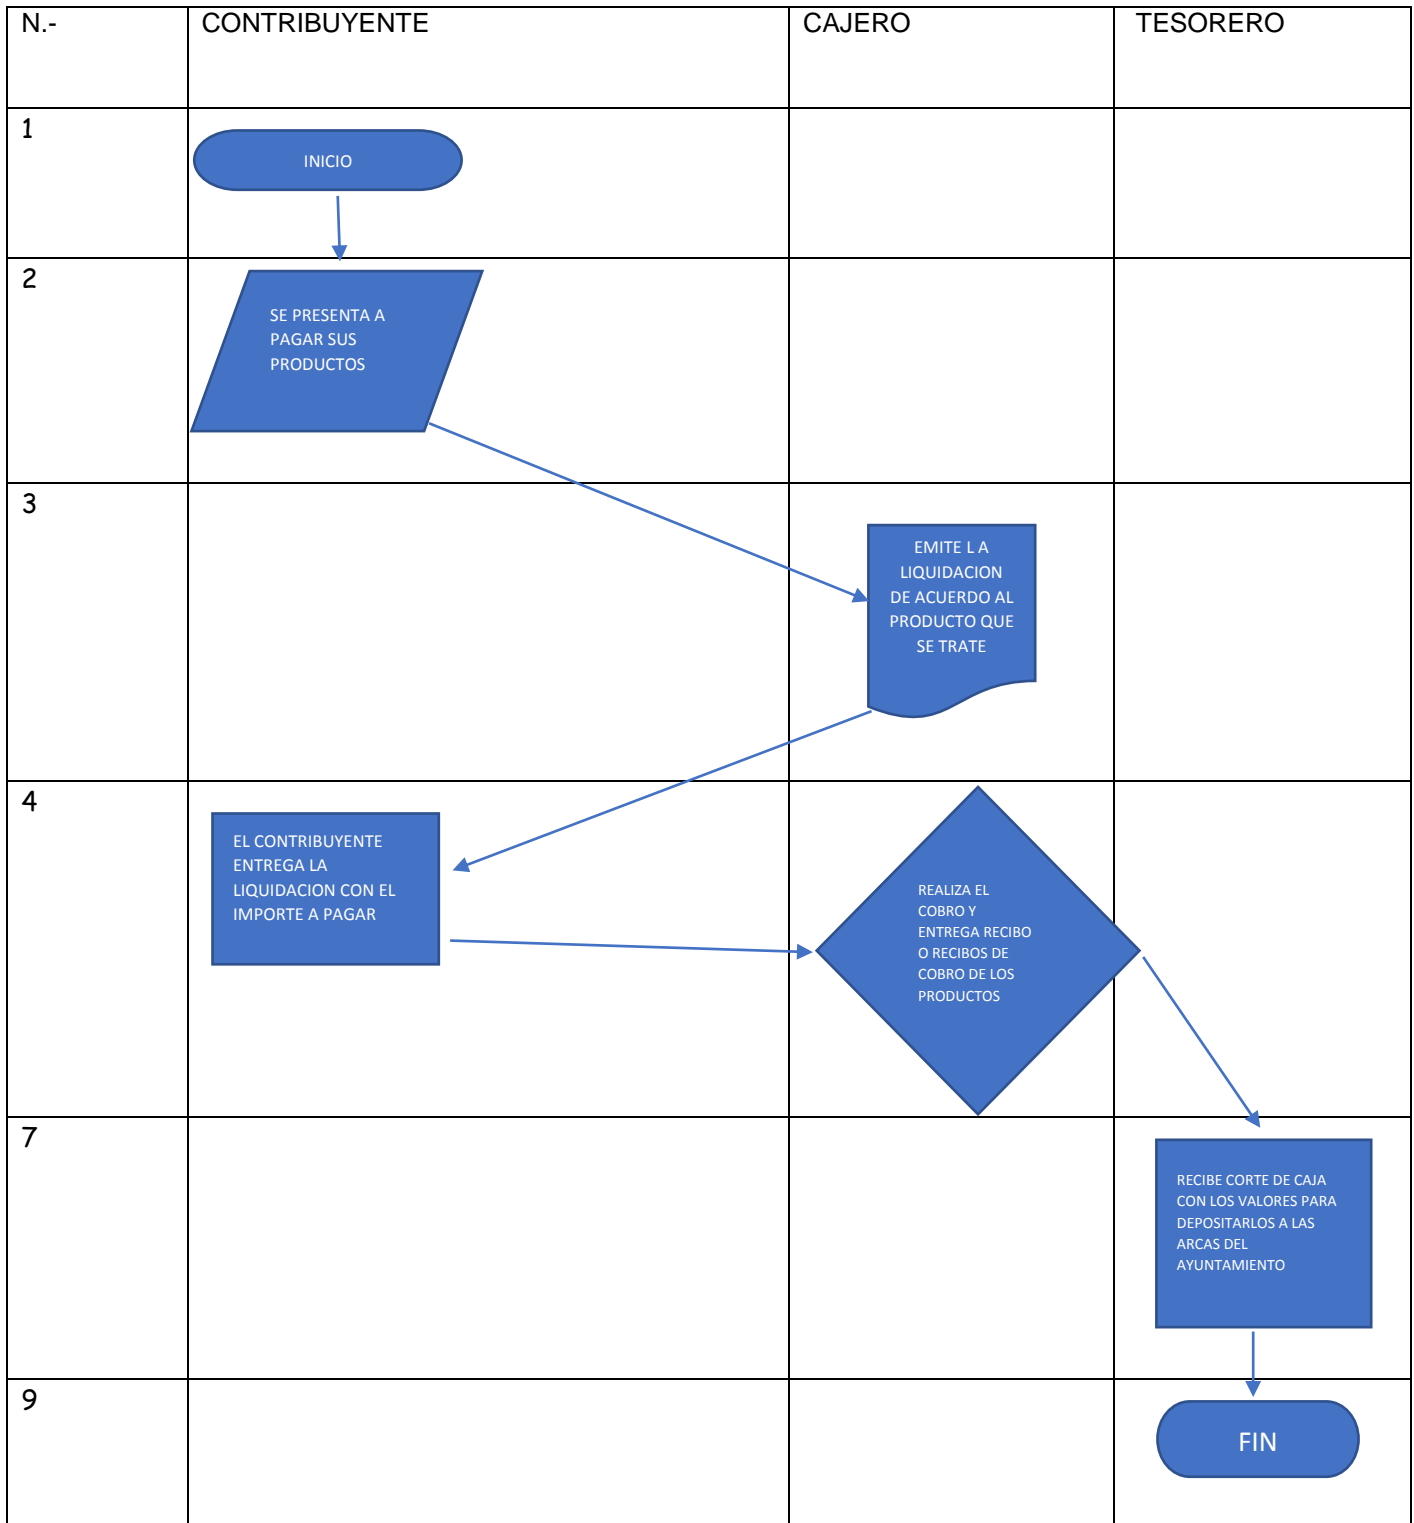 N.- CONTRIBUYENTE CAJERO TESORERO
1
INICIO
2
SE PRESENTA A
PAGAR SUS
PRODUCTOS
3
EMITE L A
LIQUIDACION
DE ACUERDO AL
PRODUCTO QUE
SE TRATE
4
EL CONTRIBUYENTE
ENTREGA LA
LIQUIDACION CON EL
IMPORTE A PAGAR
REALIZA EL
COBRO Y
ENTREGA RECIBO
O RECIBOS DE
COBRO DE LOS
PRODUCTOS
7
RECIBE CORTE DE CAJA
CON LOS VALORES PARA
DEPOSITARLOS A LAS
ARCAS DEL
AYUNTAMIENTO
9
FIN